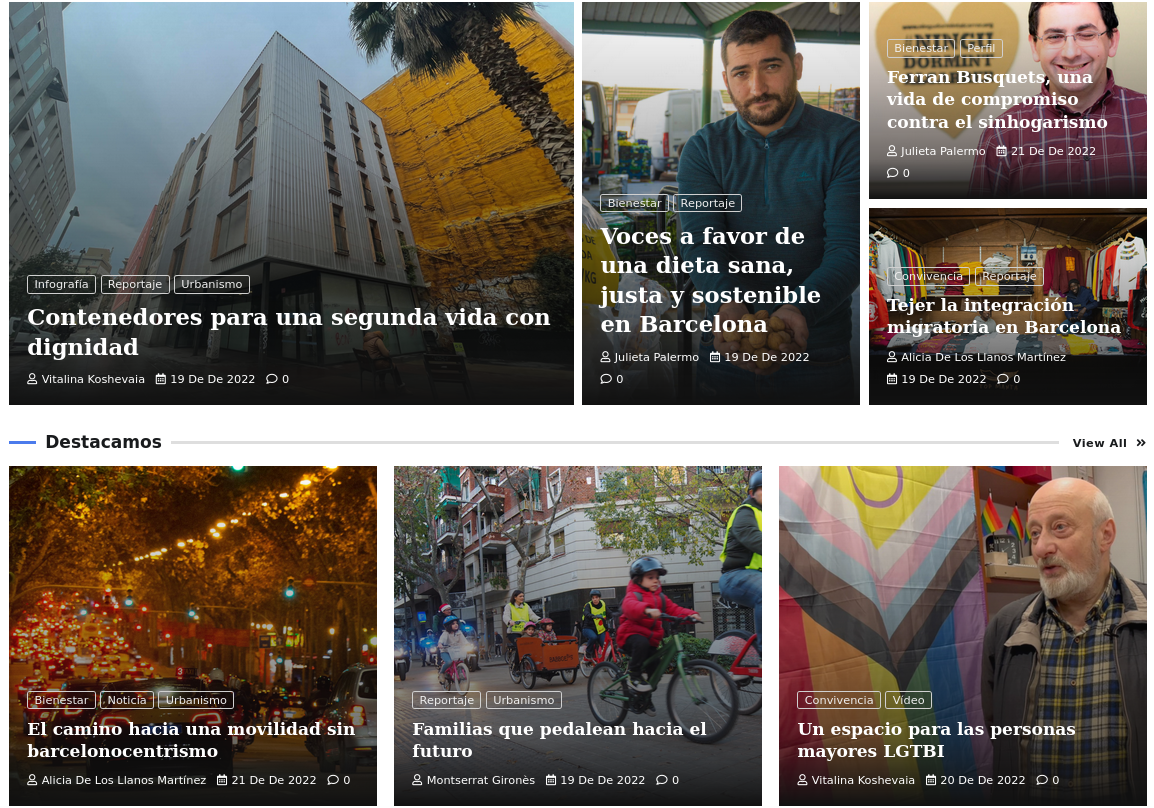 Infografía Reportaje Urbanismo
Contenedores para una segunda vida con
dignidad
Vitalina Koshevaia 19 De De 2022 0
Bienestar Reportaje
Voces a favor de
una dieta sana,
justa y sostenible
en Barcelona
Julieta Palermo 19 De De 2022
0
NINGÚ
DORMINT
Bienestar Perfil
Ferran Busquets, una
vida de compromiso
contra el sinhogarismo
Julieta Palermo 21 De De 2022
0
Convivencia Reportaje
Tejer la integración
migratoria en Barcelona
Alicia De Los Llanos Martínez
19 De De 2022 0
Destacamos
View All »
Bienestar Noticia Urbanismo
El camino hacia una movilidad sin
barcelonocentrismo
Alicia De Los Llanos Martínez 21 De De 2022 0
Reportaje Urbanismo
Familias que pedalean hacia el
futuro
Montserrat Gironès 19 De De 2022 0
Convivencia Vídeo
Un espacio para las personas
mayores LGTBI
Vitalina Koshevaia 20 De De 2022 0